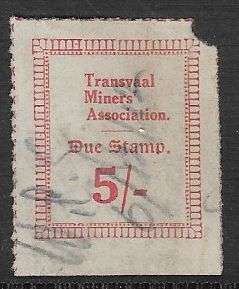 Transvaal
Miners'
Association.
Due Stamp.
5/-